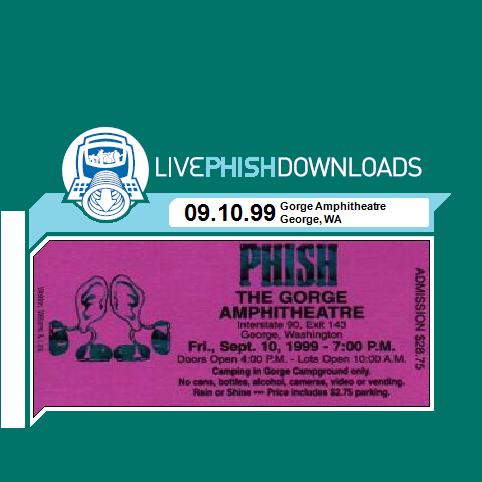 LIVEPHISHDOWNLOADS
09.10.99 Gorge Amphitheatre
George, WA
PHISH
THE GORGE
AMPHITHEATRE
Interstate 90, Exit 143
George, Washington
Fri., Sept. 10, 1999 - 7:00 P.M.
Doors Open 4:00 P.M. - Lots Open 10:00 A.M.
Camping in Gorge Campground only.
No cans, bottles, alcohol, cameras, video or vending.
Rain or Shine --- Price includes $2.75 parking.
ADMISSION $28.75